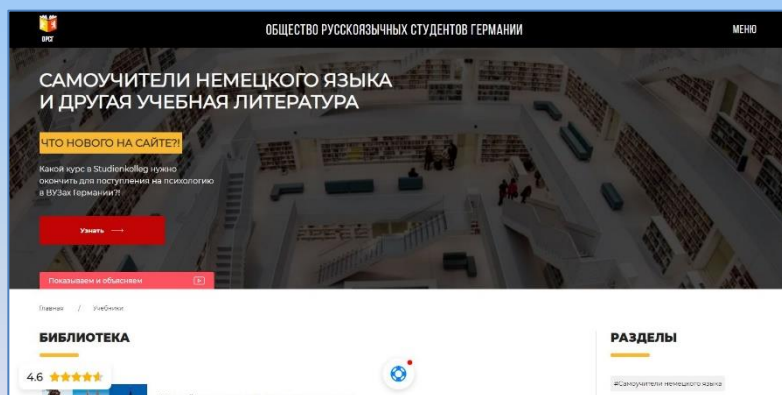 ОРСГ
ОБЩЕСТВО РУССКОЯЗЫЧНЫХ СТУДЕНТОВ ГЕРМАНИИ
МЕНЮ
САМОУЧИТЕЛИ НЕМЕЦКОГО ЯЗЫКА
И ДРУГАЯ УЧЕБНАЯ ЛИТЕРАТУРА
ЧТО НОВОГО НА САЙТЕ?!
Какой курс в Studienkolleg нужно
окончить для поступления на психологию
в ВУЗах Германии?!
Узнать →
Показываем и объясняем
Главная / Учебники
БИБЛИОТЕКА
РАЗДЕЛЫ
4.6
#Самоучители немецкого языка